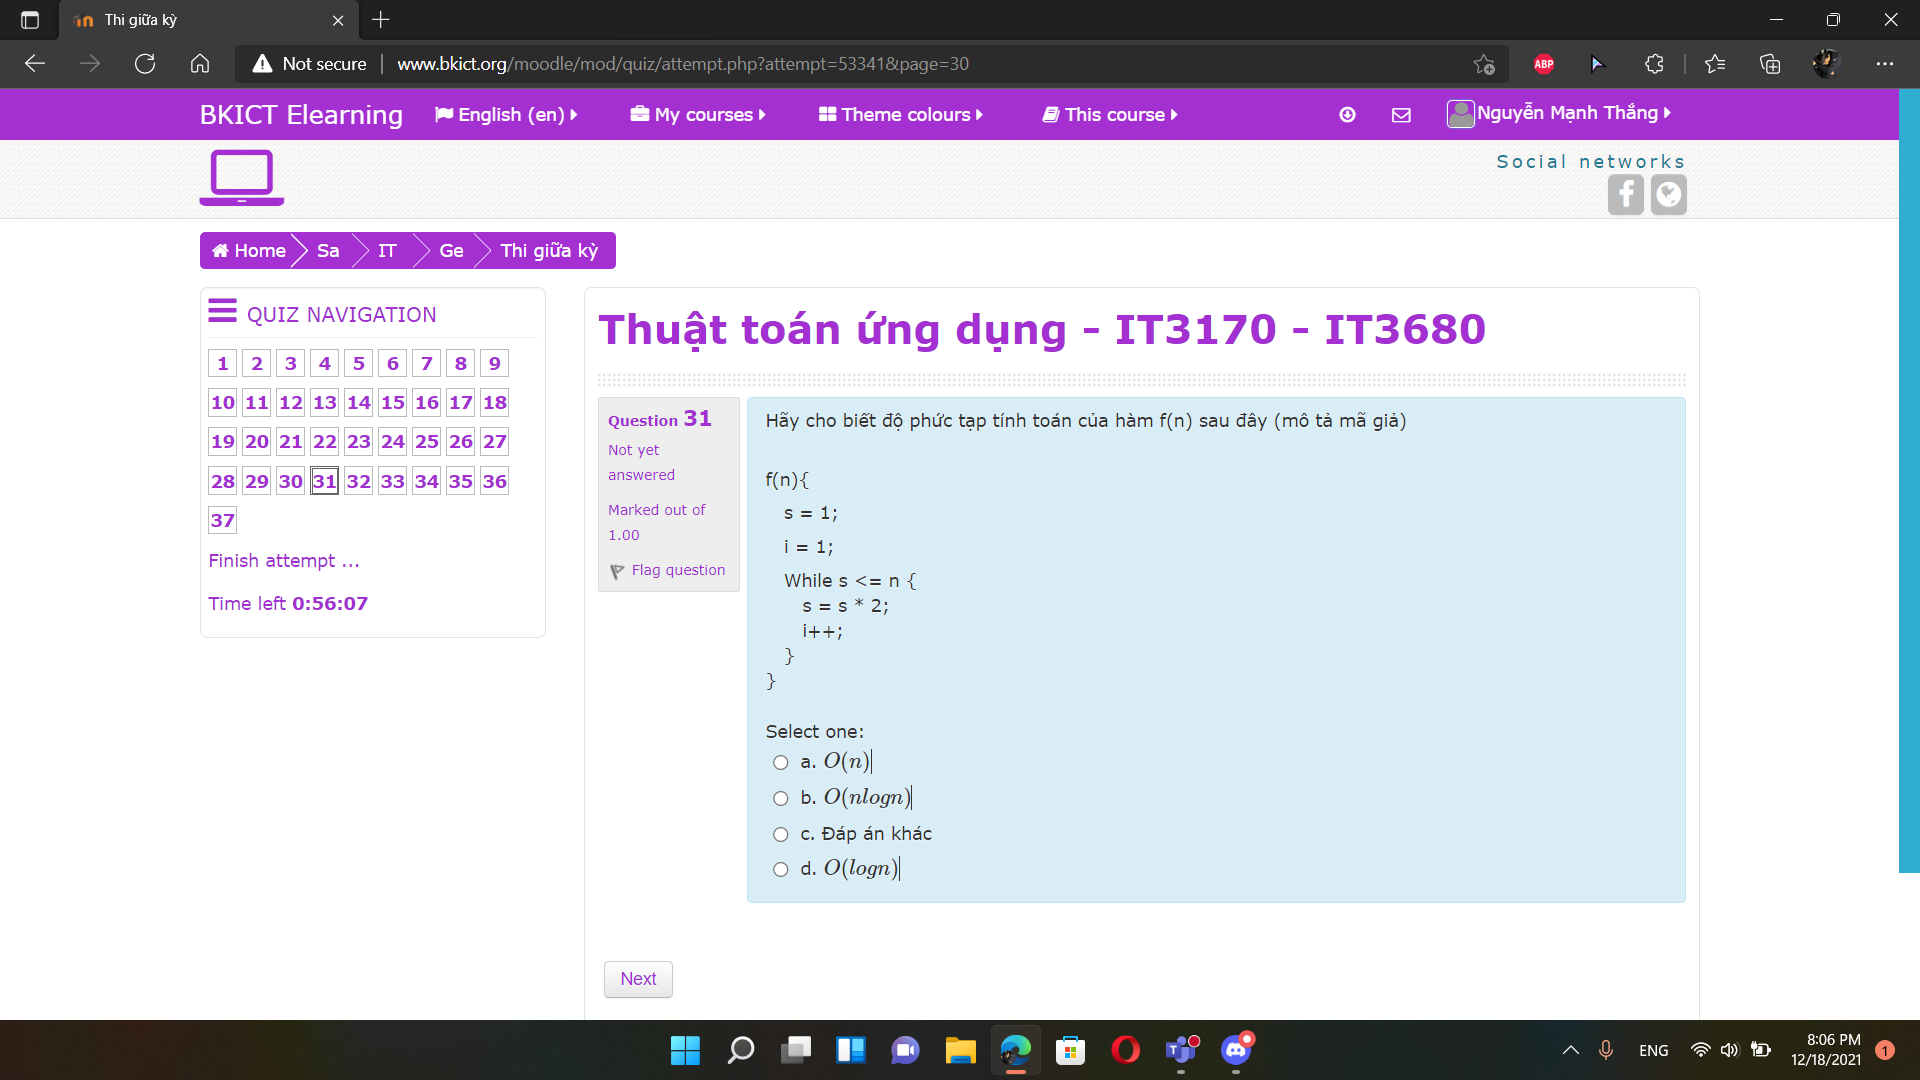 Thi giữa kỳ
Not secure
www.bkict.org/moodle/mod/quiz/attempt.php?attempt=53341&page=30
ABP
BKICT Elearning
English (en)
My courses
Theme colours
This course
Nguyễn Mạnh Thắng
Social networks
Home
Sa
IT
Ge
Thi giữa kỳ
QUIZ NAVIGATION
1 2 3 4 5 6 7 8 9
10 11 12 13 14 15 16 17 18
19 20 21 22 23 24 25 26 27
28 29 30 31 32 33 34 35 36
37
Finish attempt ...
Time left 0:56:07
Thuật toán ứng dụng - IT3170 - IT3680
Question 31
Not yet
answered
Marked out of
1.00
Flag question
Hãy cho biết độ phức tạp tính toán của hàm f(n) sau đây (mô tả mã giả)
f(n){
s = 1;
i = 1;
While s <= n {
s = s * 2;
i++;
}
}
Select one:
a. O(n)
b. O(nlogn)
c. Đáp án khác
d. O(logn)
Next
ENG
8:06 PM
12/18/2021
1